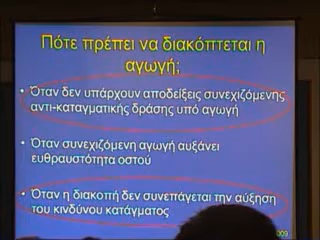 Πότε πρέπει να διακόπτεται η
αγωγή;
• Όταν δεν υπάρχουν αποδείξεις συνεχιζόμενης
αντι-καταγματικής δράσης υπό αγωγή
• Όταν συνεχιζόμενη αγωγή αυξάνει
ευθραυστότητα οστού
• Όταν η διακοπή δεν συνεπάγεται την αύξηση
του κινδύνου κατάγματος
009